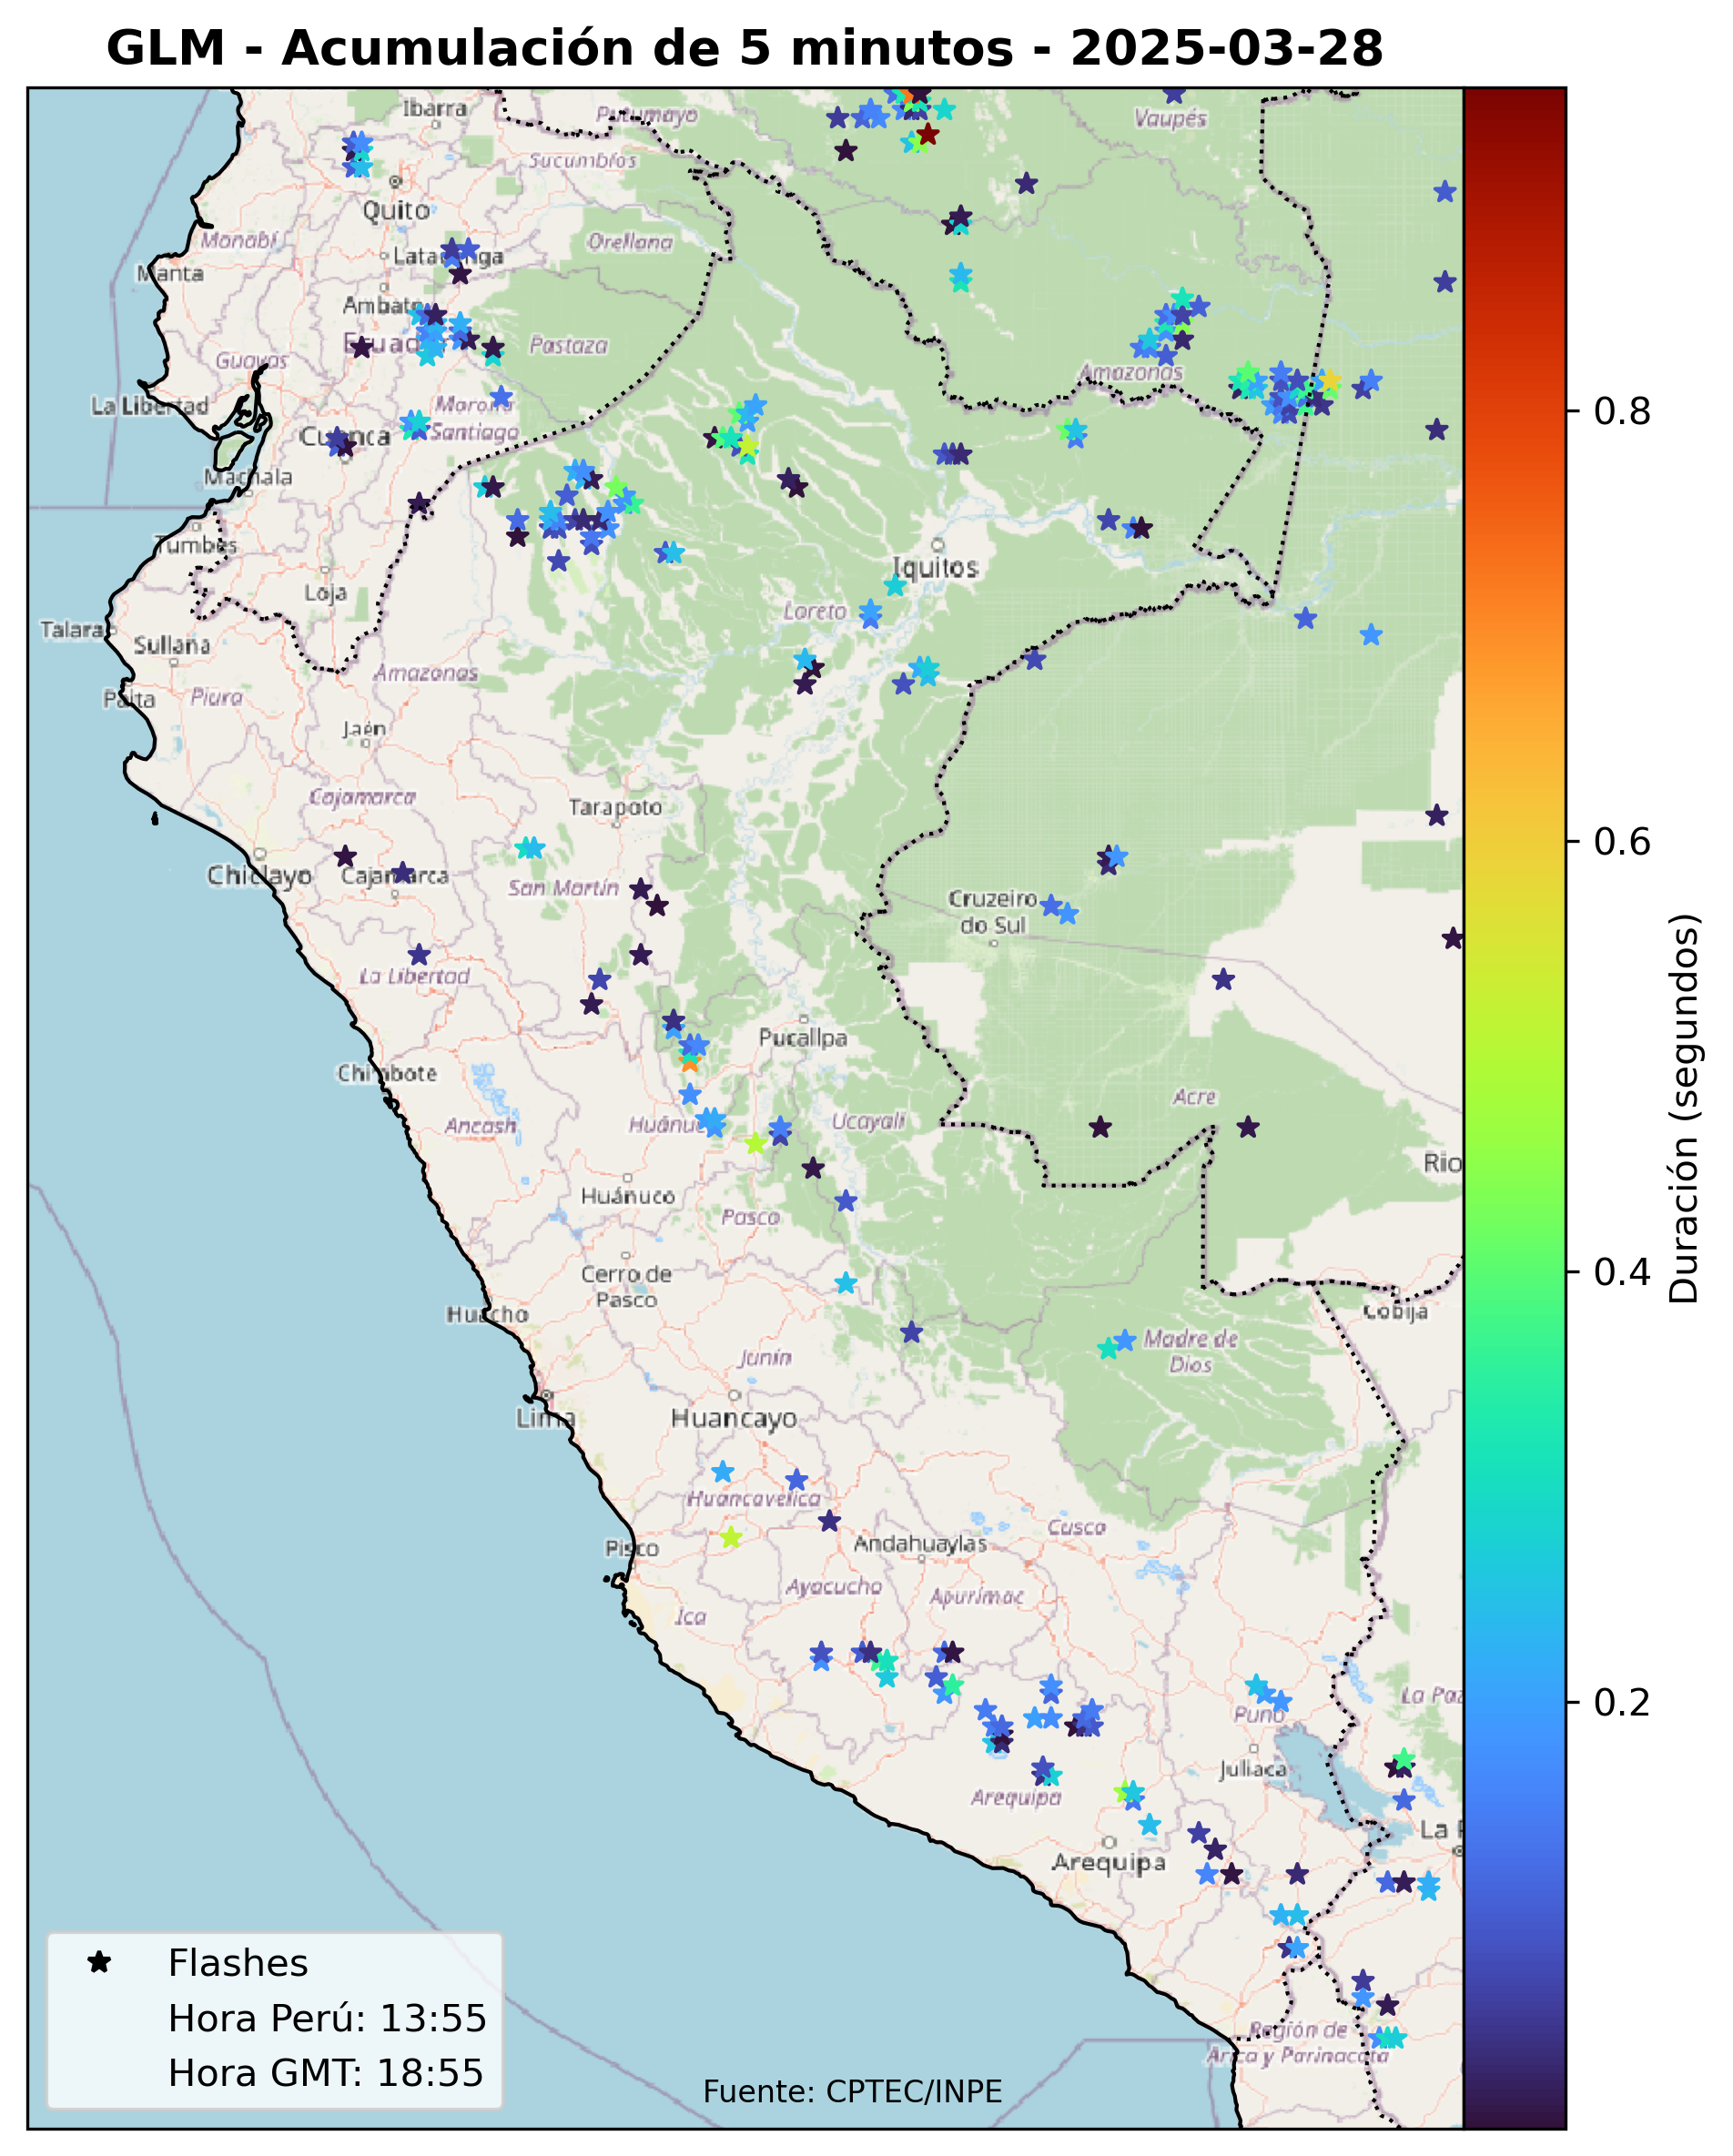 GLM - Acumulación de 5 minutos - 2025-03-28
Ibarra
Putumayo
Vaupés
Sucumbíos
Quito
Manabí
Orellana
Manta
Ambato
Guayas
Pastaza
Amazonas
La Libertad
Morona
Santiago
Cuenca
Machala
Tumbes
Iquitos
Loja
Loreto
Talara
Sullana
Amazonas
Paita
Piura
Jaén
Cajamarca
Tarapoto
Chiclayo
Cajamarca
San Martín
Cruzeiro
do Sul
La Libertad
Pucallpa
Chimbote
Acre
Ancash
Ucayali
Rio
Huánuco
Pasco
Cerro de
Pasco
Huacho
Cobija
Madre de
Dios
Junín
Lima
Huancayo
Huancavelica
Cusco
Pisco
Andahuaylas
Ayacucho
Apurímac
Ica
La Paz
Puno
Juliaca
Arequipa
La P
Arequipa
Región de
Arica y Parinacota
Flashes
Hora Perú: 13:55
Hora GMT: 18:55
Fuente: CPTEC/INPE
0.8
0.6
0.4
0.2
Duración (segundos)